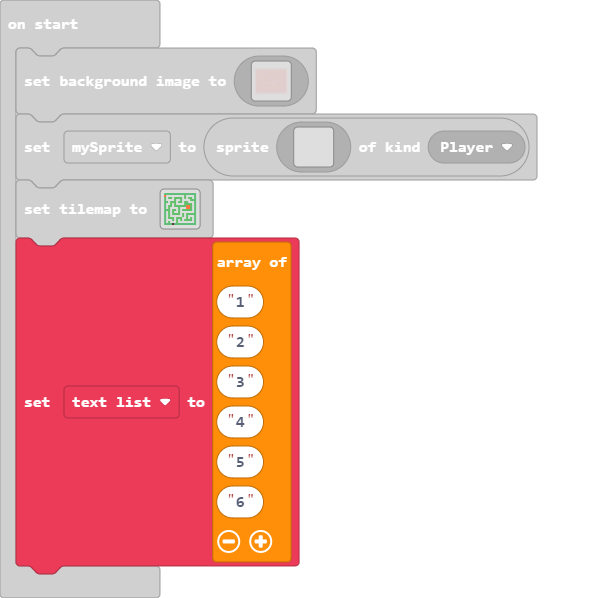 on start
set background image to
set mySprite to sprite of kind Player
set tilemap to
array of
"1"
"2"
"3"
set text list to "4"
"5"
"6"